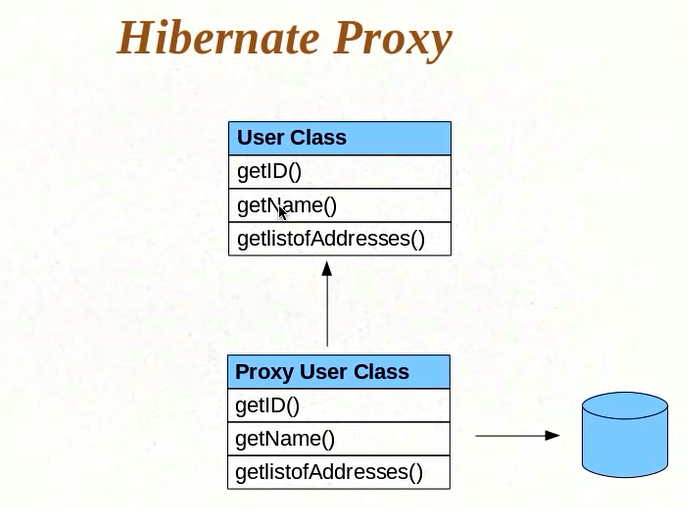 Hibernate Proxy
User Class
getID()
getName()
getlistofAddresses()
Proxy User Class
getID()
getName()
getlistofAddresses()